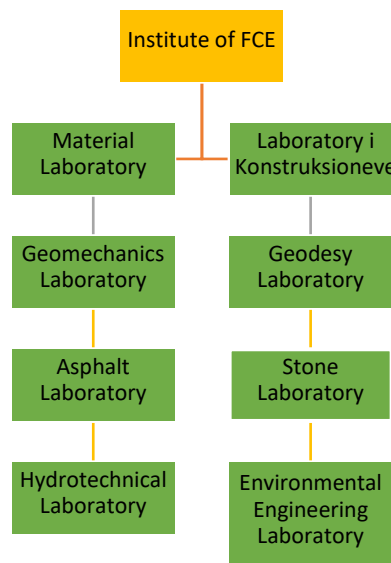 Institute of FCE
Material
Laboratory
Laboratory i
Konstruksioneve
Geomechanics
Laboratory
Geodesy
Laboratory
Asphalt
Laboratory
Stone
Laboratory
Hydrotechnical
Laboratory
Environmental
Engineering
Laboratory